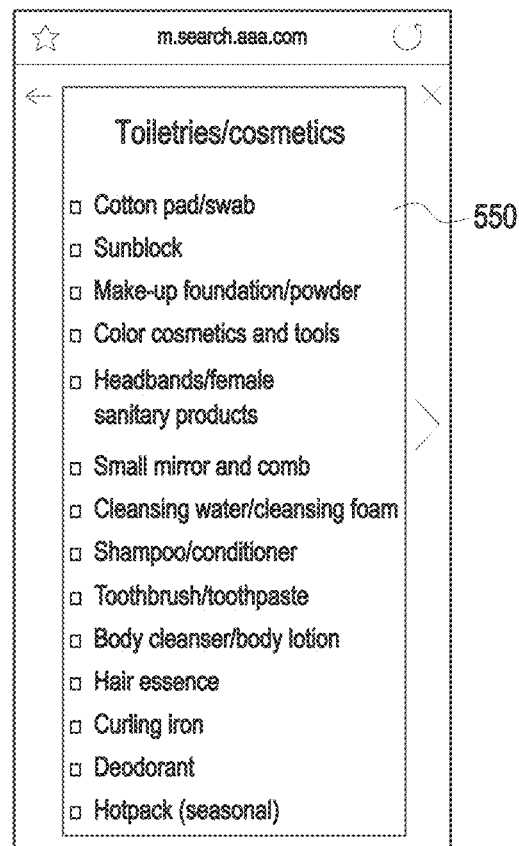 m.search.aaa.com
Toiletries/cosmetics
Cotton pad/swab
550
Sunblock
Make-up foundation/powder
Color cosmetics and tools
Headbands/female
sanitary products
Small mirror and comb
Cleansing water/cleansing foam
Shampoo/conditioner
Toothbrush/toothpaste
Body cleanser/body lotion
Hair essence
Curling iron
Deodorant
Hotpack (seasonal)